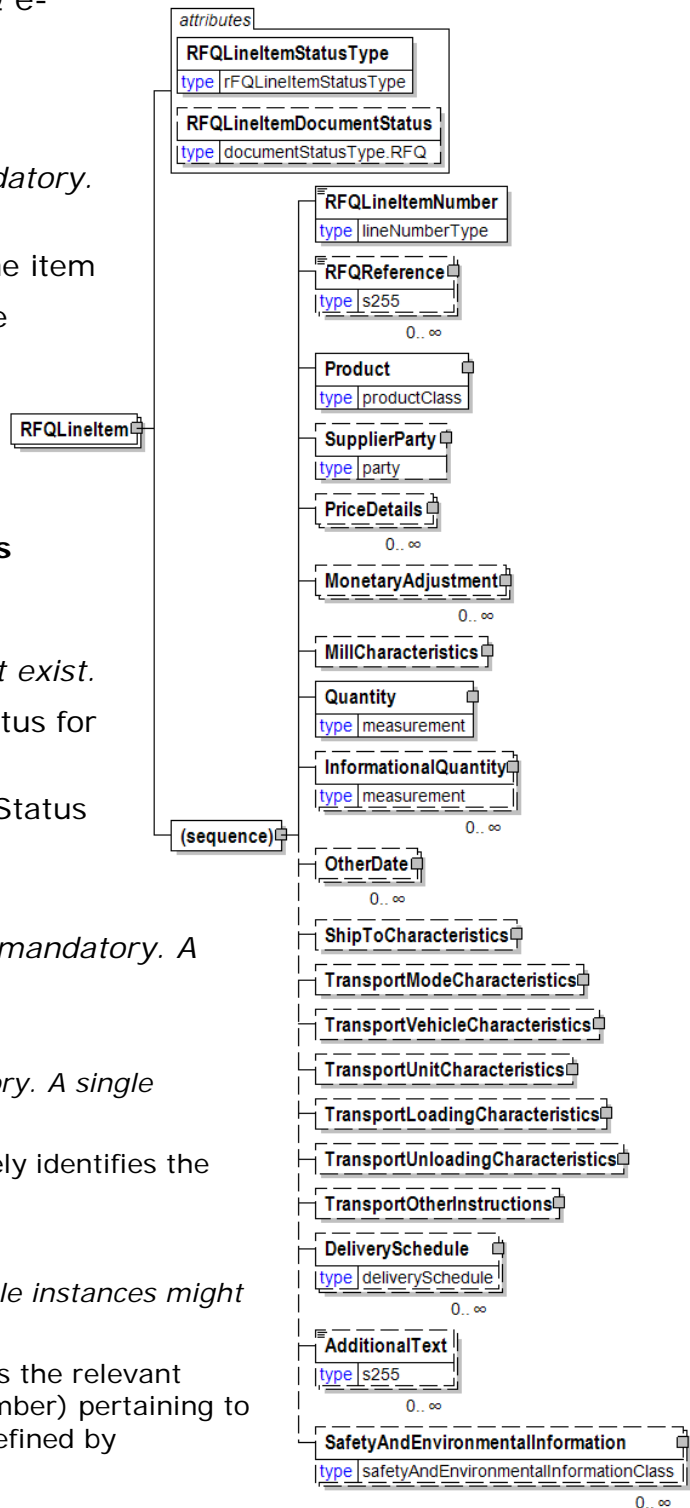 e-
datory.
ne item
e
s
t exist.
tus for
Status
mandatory. A
ry. A single
ely identifies the
le instances might
s the relevant
mber) pertaining to
efined by
RFQLineItem
attributes
RFQLineItemStatusType
type rFQLineItemStatusType
RFQLineItemDocumentStatus
type documentStatusType.RFQ
(sequence)
RFQLineItemNumber
type lineNumberType
RFQReference
type s255
0..∞
Product
type productClass
SupplierParty
type party
PriceDetails
0..∞
MonetaryAdjustment
0..∞
MillCharacteristics
Quantity
type measurement
InformationalQuantity
type measurement
0..∞
OtherDate
0..∞
ShipToCharacteristics
TransportModeCharacteristics
TransportVehicleCharacteristics
TransportUnitCharacteristics
TransportLoadingCharacteristics
TransportUnloadingCharacteristics
TransportOtherInstructions
DeliverySchedule
type deliverySchedule
0..∞
AdditionalText
type s255
0..∞
SafetyAndEnvironmentalInformation
type safetyAndEnvironmentalInformationClass
0..∞